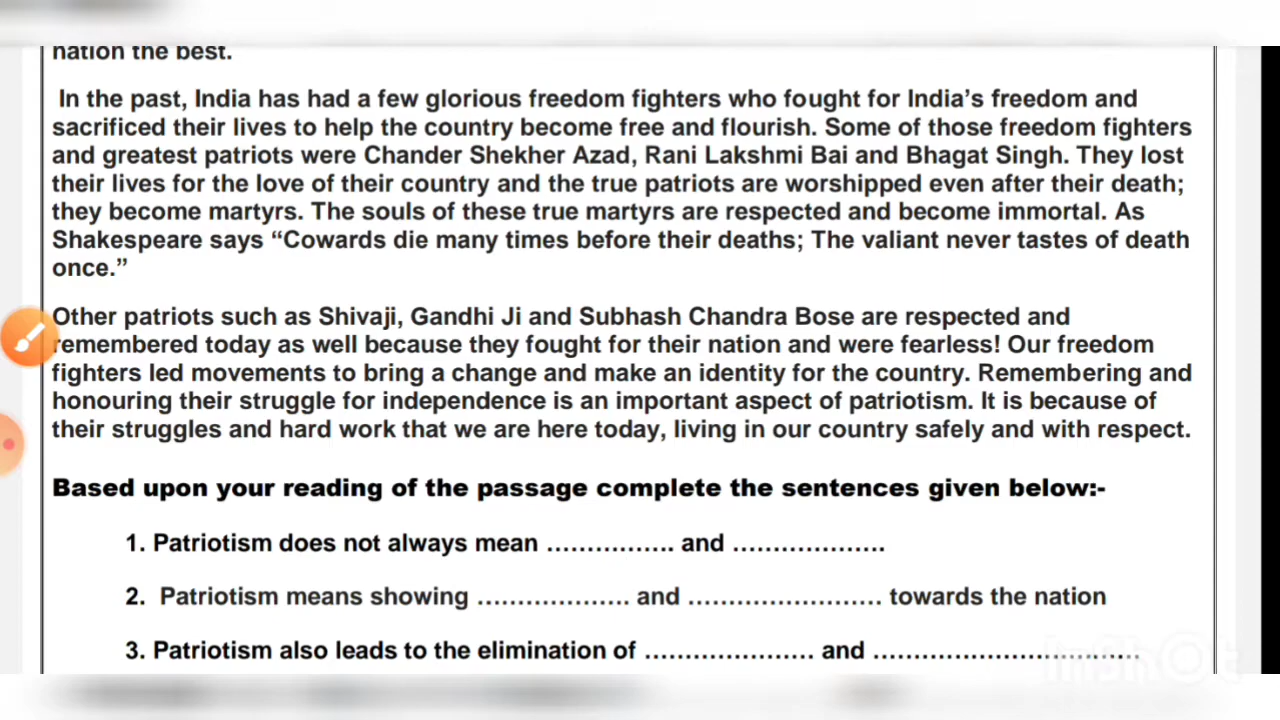 nation the best.
In the past, India has had a few glorious freedom fighters who fought for India's freedom and
sacrificed their lives to help the country become free and flourish. Some of those freedom fighters
and greatest patriots were Chander Shekher Azad, Rani Lakshmi Bai and Bhagat Singh. They lost
their lives for the love of their country and the true patriots are worshipped even after their death;
they become martyrs. The souls of these true martyrs are respected and become immortal. As
Shakespeare says “Cowards die many times before their deaths; The valiant never tastes of death
once.”
Other patriots such as Shivaji, Gandhi Ji and Subhash Chandra Bose are respected and
remembered today as well because they fought for their nation and were fearless! Our freedom
fighters led movements to bring a change and make an identity for the country. Remembering and
honouring their struggle for independence is an important aspect of patriotism. It is because of
their struggles and hard work that we are here today, living in our country safely and with respect.
Based upon your reading of the passage complete the sentences given below:-
1. Patriotism does not always mean ................ and ...................
2. Patriotism means showing ................... and ........................ towards the nation
3. Patriotism also leads to the elimination of ..................... and .................................
InShOt